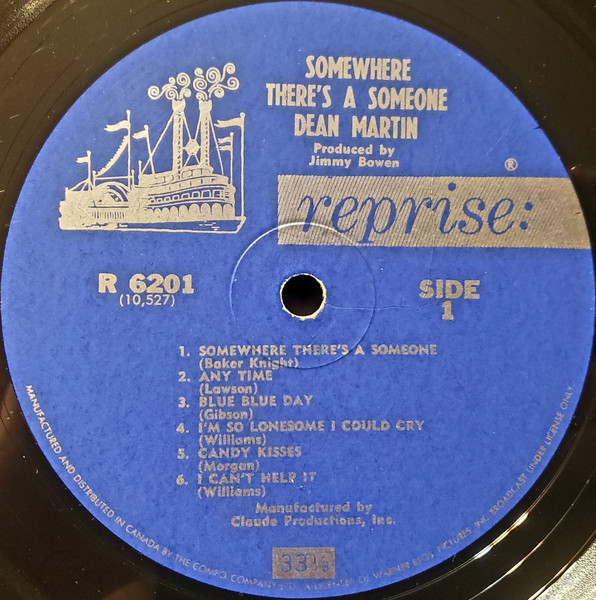 SOMEWHERE
THERE'S A SOMEONE
DEAN MARTIN
Produced by
Jimmy Bowen
®
reprise:
R 6201
(10,527)
SIDE
1
1. SOMEWHERE THERE'S A SOMEONE
(Baker Knight)
2. ANY TIME
(Lawson)
3. BLUE BLUE DAY
(Gibson)
4. I'M SO LONESOME I COULD CRY
(Williams)
5. CANDY KISSES
(Morgan)
6. I CAN'T HELP IT
(Williams)
Manufactured by
Claude Productions, Inc.
33⅓
MANUFACTURED AND DISTRIBUTED IN CANADA BY THE COMPO COMPANY LTD. LICENSEE OF WARNER BROS. PICTURES INC. BROADCAST UNDER LICENSE ONLY.